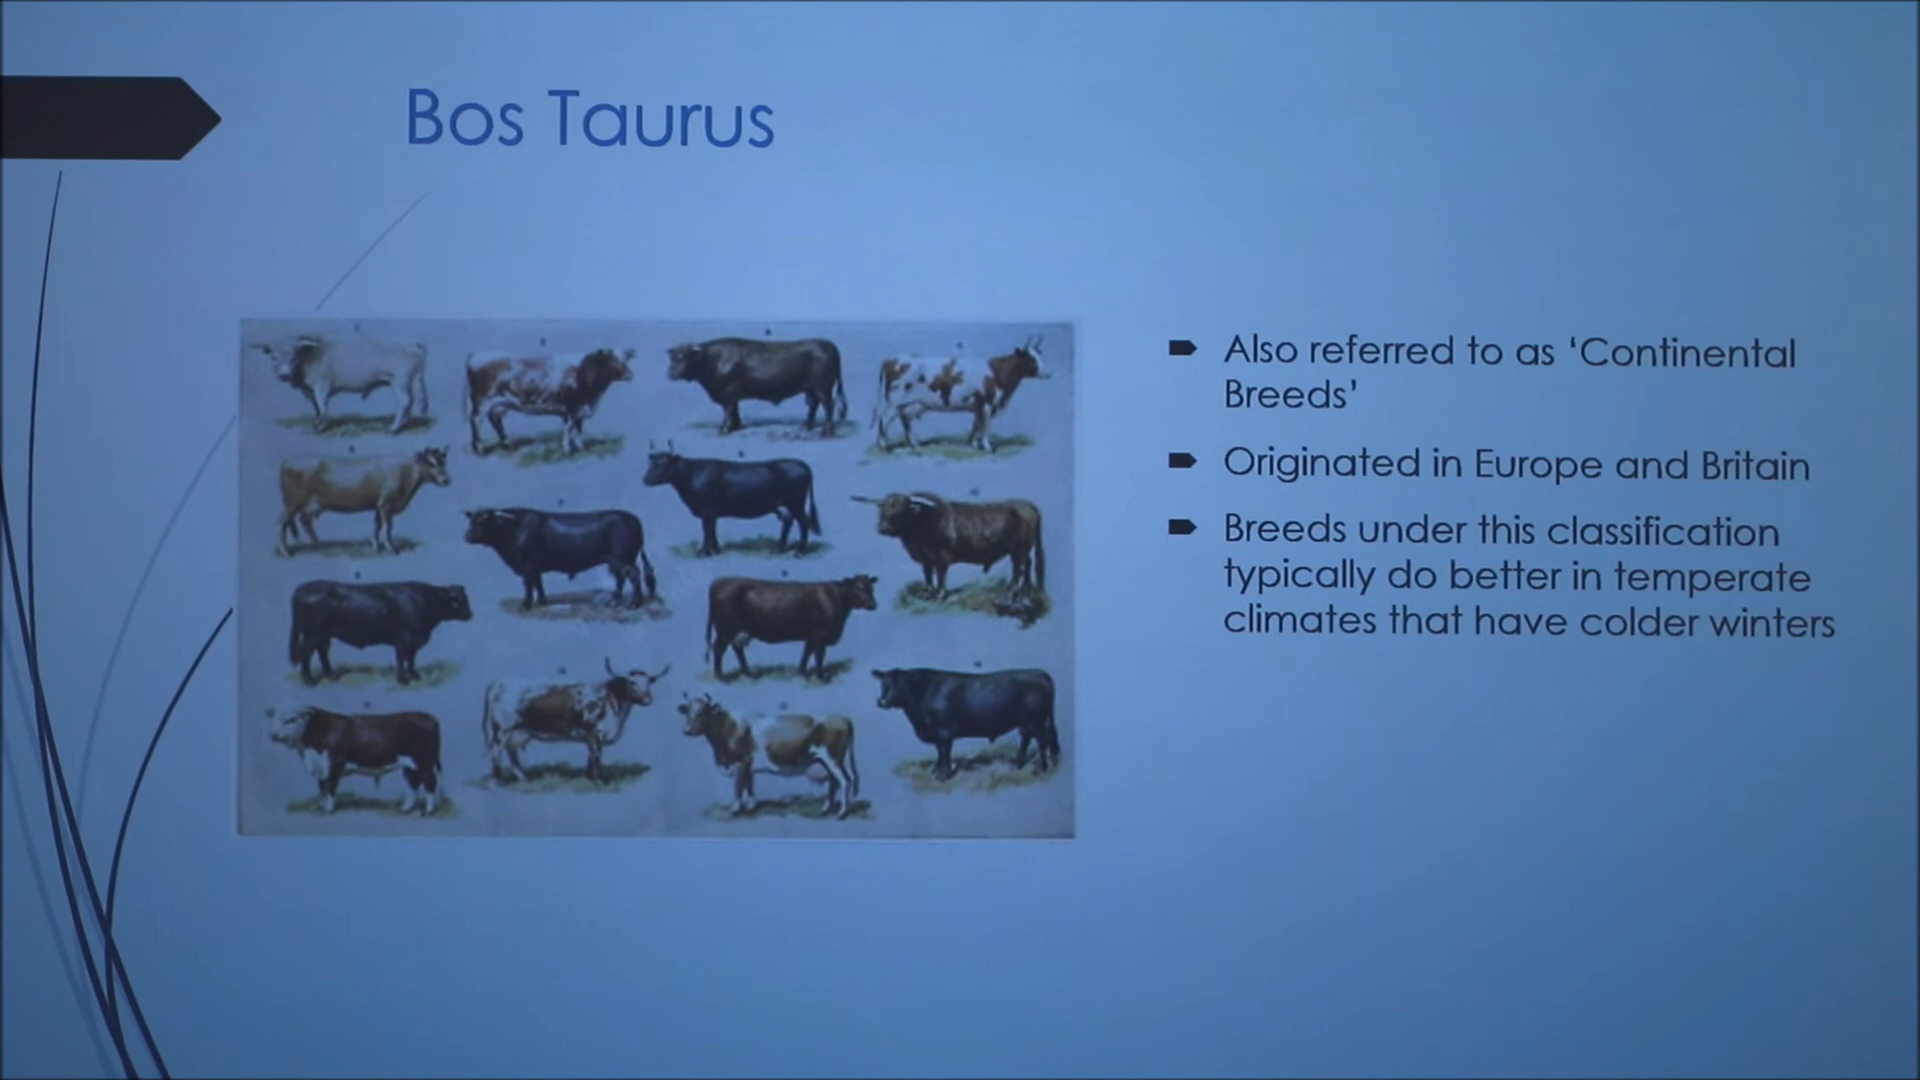 Bos Taurus
Also referred to as ‘Continental
Breeds’
Originated in Europe and Britain
Breeds under this classification
typically do better in temperate
climates that have colder winters